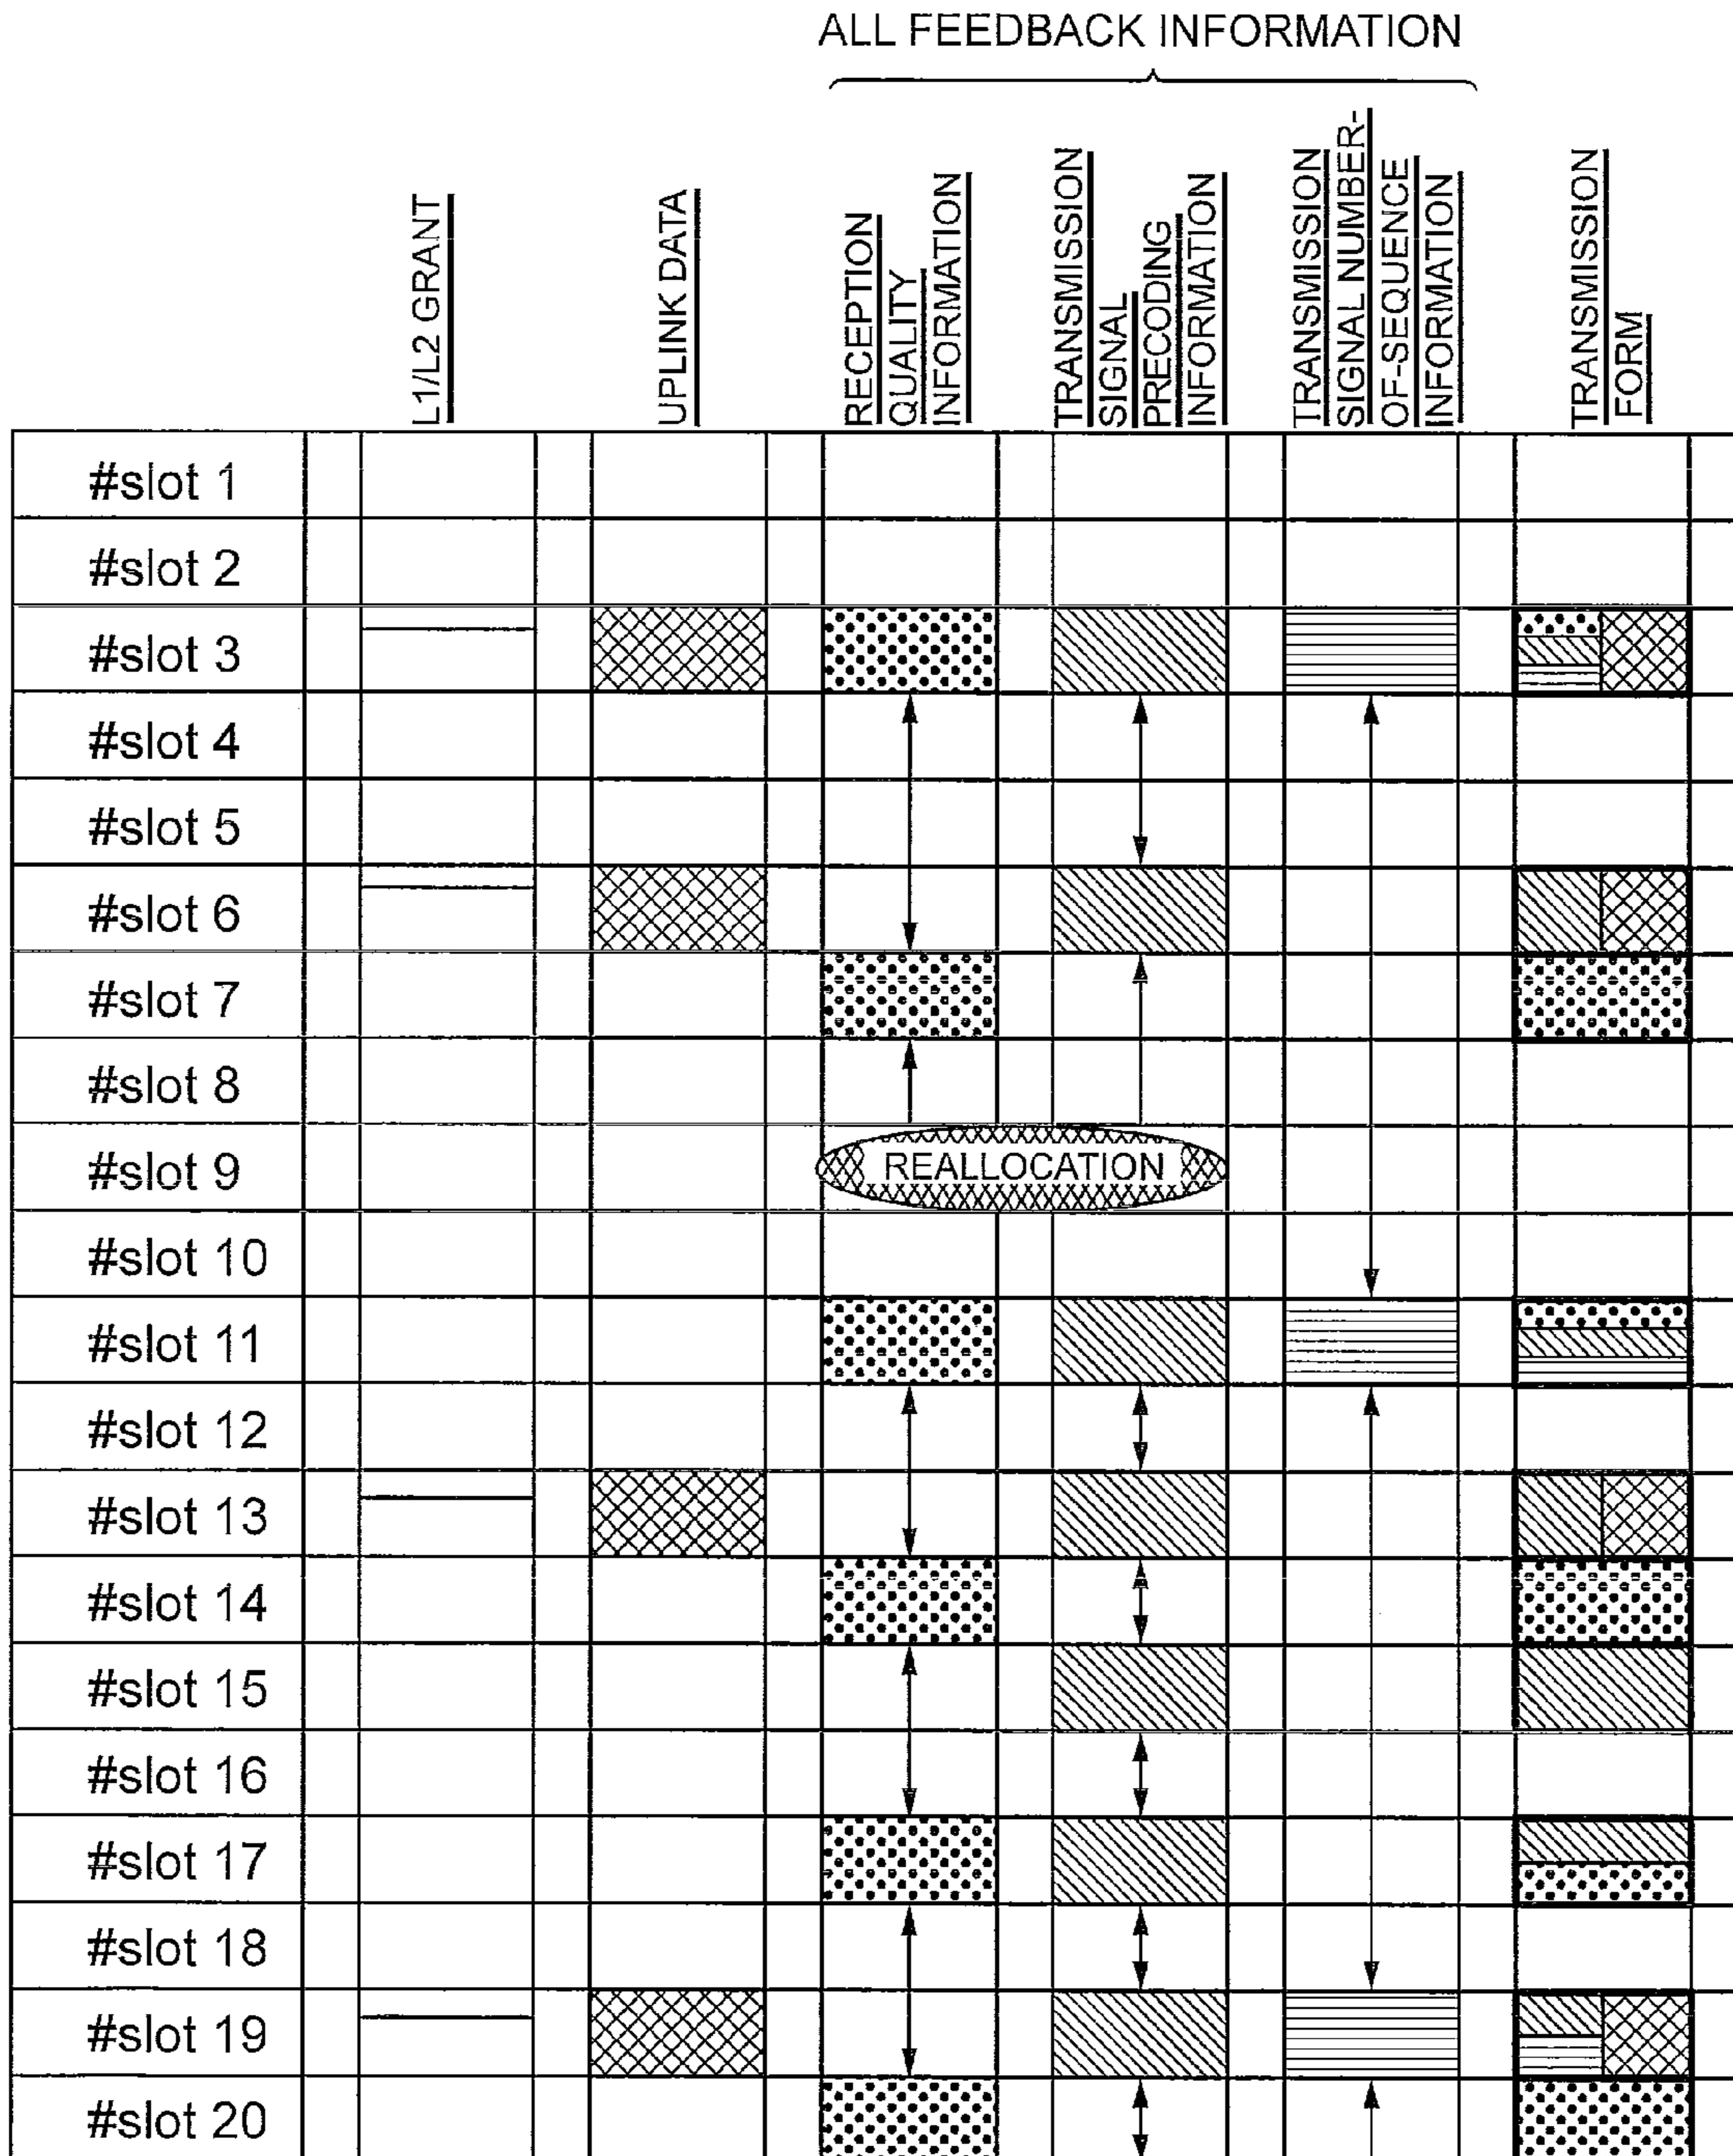 ALL FEEDBACK INFORMATION
L1/L2 GRANT
UPLINK DATA
RECEPTION
QUALITY
INFORMATION
TRANSMISSION
SIGNAL
PRECODING
INFORMATION
TRANSMISSION
SIGNAL NUMBER-
OF-SEQUENCE
INFORMATION
TRANSMISSION
FORM
#slot 1
#slot 2
#slot 3
#slot 4
#slot 5
#slot 6
#slot 7
#slot 8
#slot 9
REALLOCATION
#slot 10
#slot 11
#slot 12
#slot 13
#slot 14
#slot 15
#slot 16
#slot 17
#slot 18
#slot 19
#slot 20